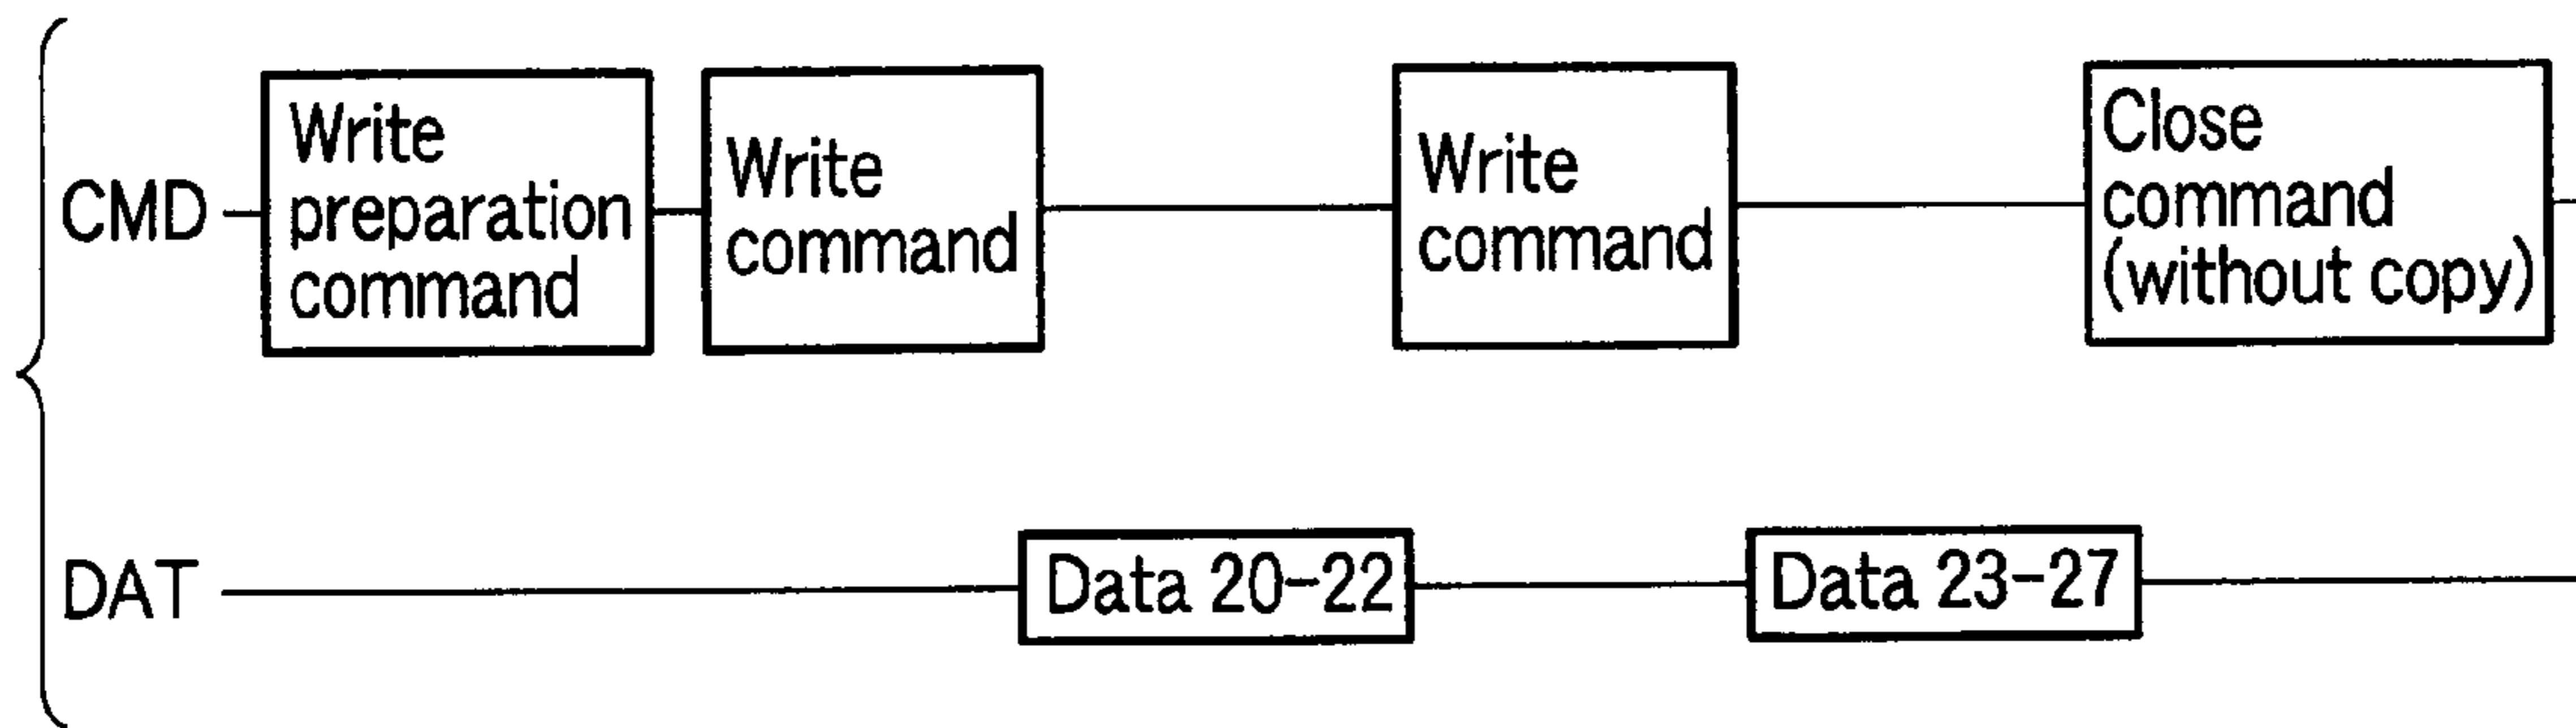 CMD
Write
preparation
command
Write
command
Write
command
Close
command
(without copy)
DAT
Data 20-22
Data 23-27